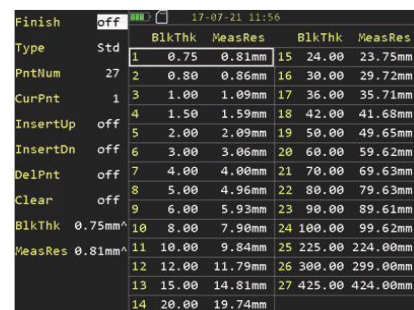 Finish off
Type Std
PntNum 27
CurPnt 1
InsertUp off
InsertDn off
DelPnt off
Clear off
BlkThk 0.75mm^
MeasRes 0.81mm^
17-07-21 11:56
BlkThk MeasRes BlkThk MeasRes
1 0.75 0.81mm 15 24.00 23.75mm
2 0.80 0.86mm 16 30.00 29.72mm
3 1.00 1.09mm 17 36.00 35.71mm
4 1.50 1.59mm 18 42.00 41.68mm
5 2.00 2.09mm 19 50.00 49.65mm
6 3.00 3.06mm 20 60.00 59.62mm
7 4.00 4.00mm 21 70.00 69.63mm
8 5.00 4.96mm 22 80.00 79.63mm
9 6.00 5.93mm 23 90.00 89.61mm
10 8.00 7.90mm 24 100.00 99.62mm
11 10.00 9.84mm 25 225.00 224.00mm
12 12.00 11.79mm 26 300.00 299.00mm
13 15.00 14.81mm 27 425.00 424.00mm
14 20.00 19.74mm